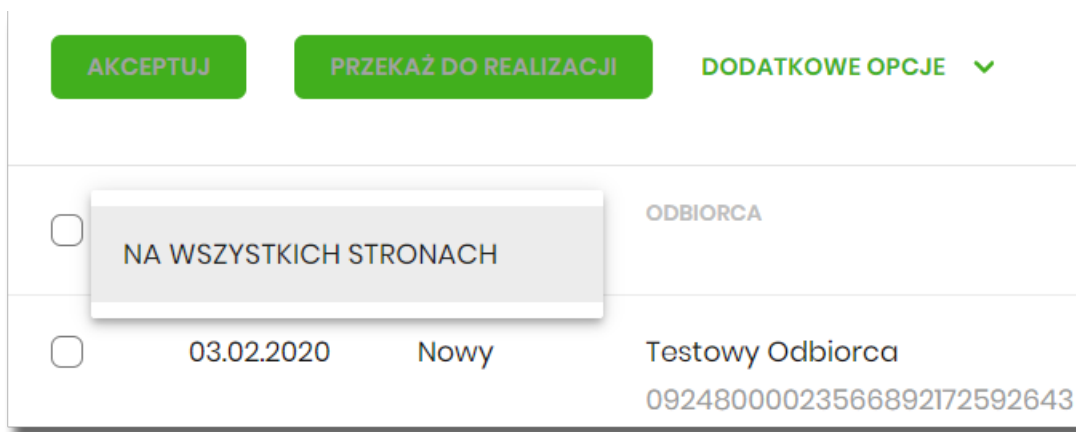 AKCEPTUJ PRZEKAŻ DO REALIZACJI DODATKOWE OPCJE
ODBIORCA
NA WSZYSTKICH STRONACH
03.02.2020 Nowy Testowy Odbiorca
09248000023566892172592643